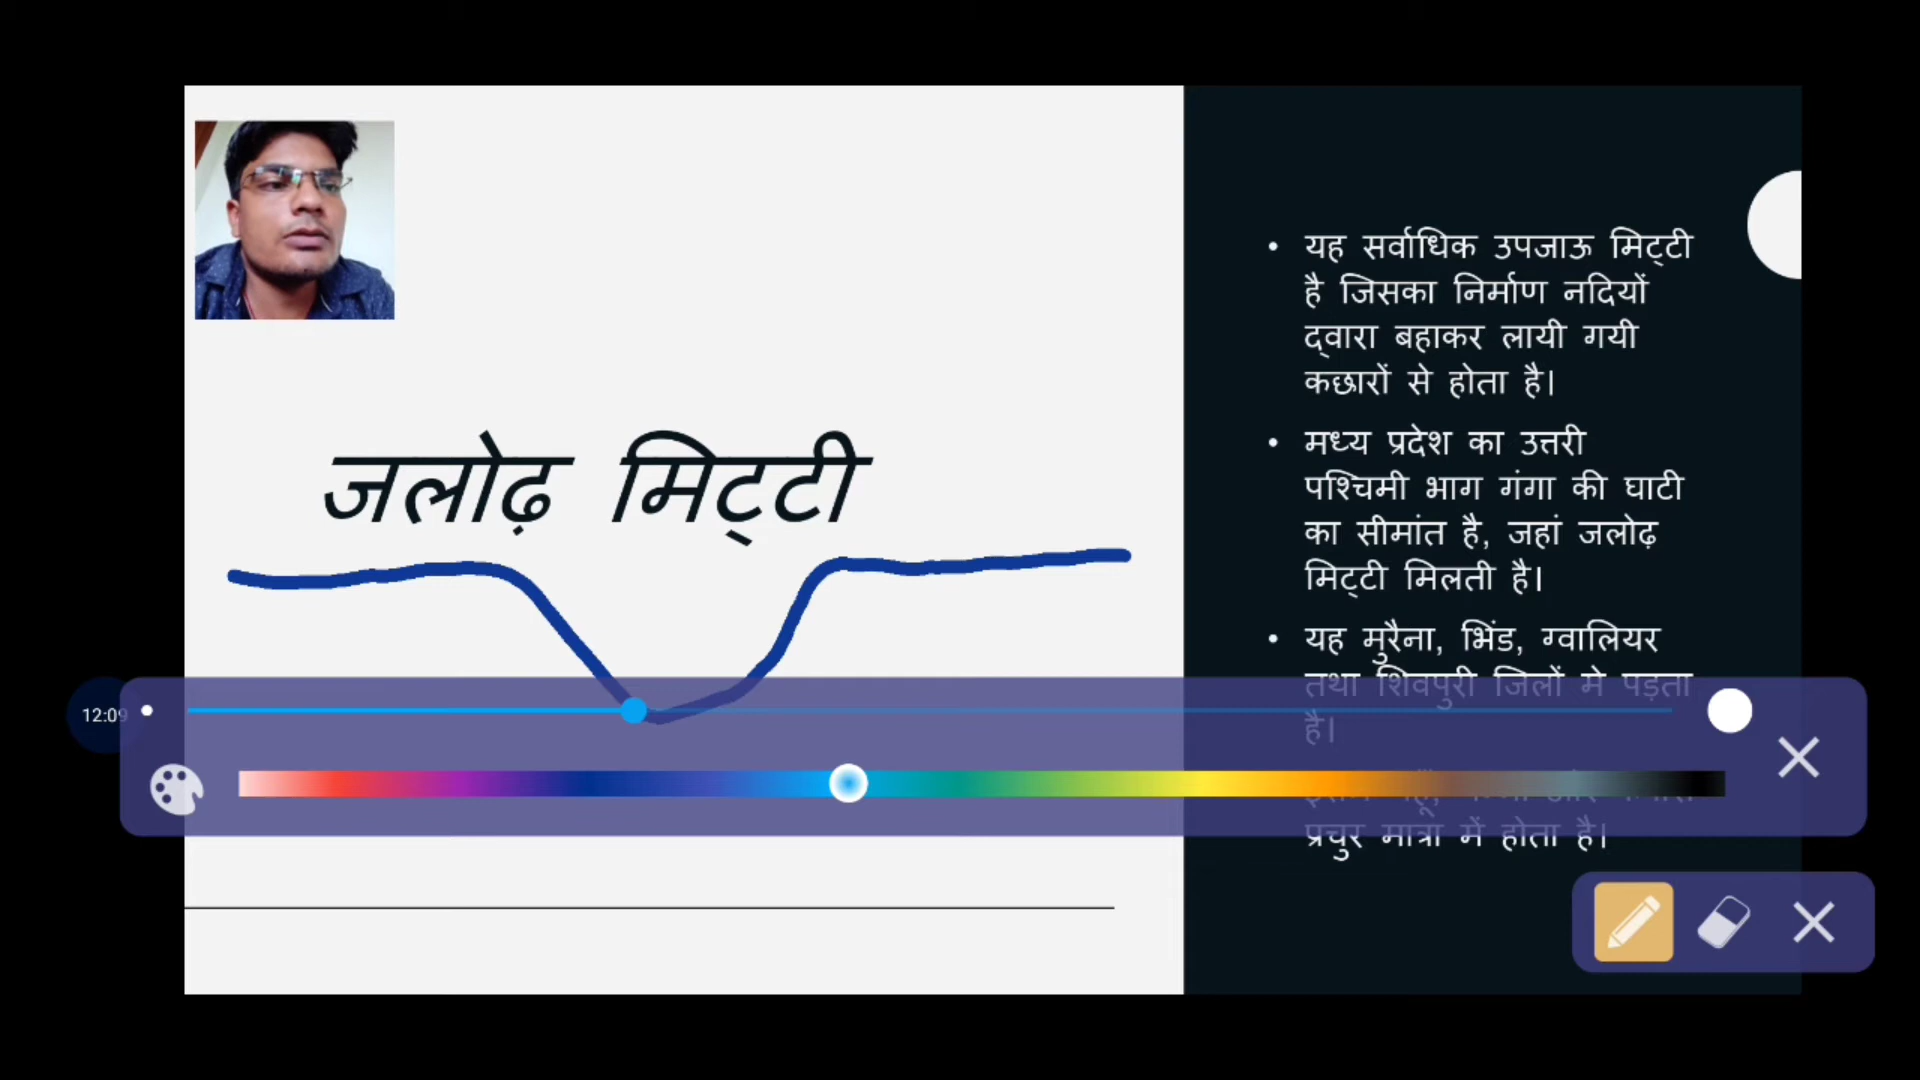 जलोढ़ मिट्टी
• यह सर्वाधिक उपजाऊ मिट्टी
है जिसका निर्माण नदियों
द्वारा बहाकर लायी गयी
कछारों से होता है।
• मध्य प्रदेश का उत्तरी
पश्चिमी भाग गंगा की घाटी
का सीमांत है, जहां जलोढ़
मिट्टी मिलती है।
• यह मुरैना, भिंड, ग्वालियर
तथा शिवपुरी जिलों मे पड़ता
है।
प्रचुर मात्रा में होता है।
12:09